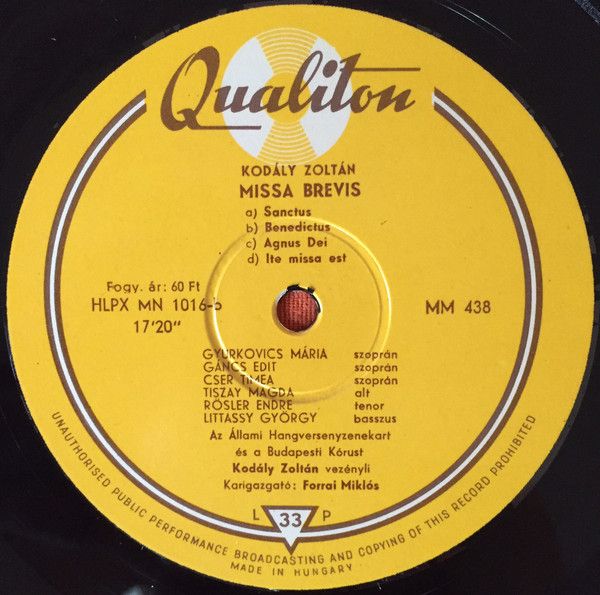 Qualiton
KODÁLY ZOLTÁN
MISSA BREVIS
a) Sanctus
b) Benedictus
c) Agnus Dei
d) Ite missa est
Fogy. ár: 60 Ft
HLPX MN 1016-b
17'20"
MM 438
GYURKOVICS MÁRIA szoprán
GÁNCS EDIT szoprán
CSER TIMEA szoprán
TISZAY MAGDA alt
RÖSLER ENDRE tenor
LITTASSY GYÖRGY basszus
Az Állami Hangversenyzenekart
és a Budapesti Kórust
Kodály Zoltán vezényli
Karigazgató: Forrai Miklós
L 33 P
UNAUTHORISED PUBLIC PERFORMANCE BROADCASTING AND COPYING OF THIS RECORD PROHIBITED
MADE IN HUNGARY